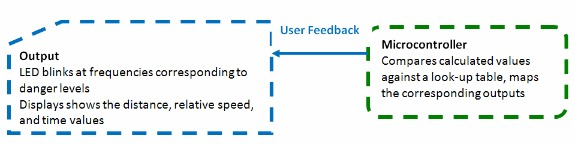 Output
LED blinks at frequencies corresponding to
danger levels
Displays shows the distance, relative speed,
and time values
User Feedback
Microcontroller
Compares calculated values
against a look-up table, maps
the corresponding outputs